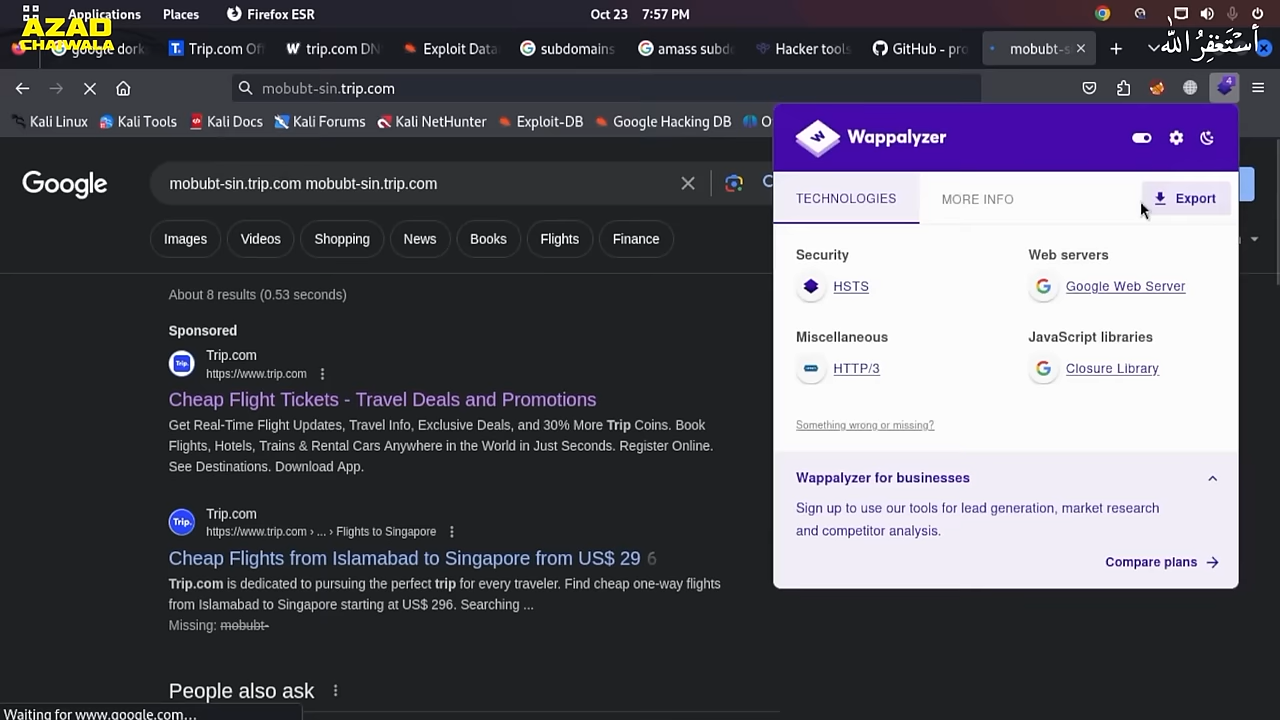 Applications
Places
Firefox ESR
Oct 23 7:57 PM
AZAD
CHAIWALA
google dork
Trip.com Of
trip.com DN
Exploit Data
subdomains
amass subd
Hacker tools
GitHub - pro
mobubt-s
أستغفر الله
mobubt-sin.trip.com
4
Kali Linux
Kali Tools
Kali Docs
Kali Forums
Kali NetHunter
Exploit-DB
Google Hacking DB
O
Google
mobubt-sin.trip.com mobubt-sin.trip.com
Images
Videos
Shopping
News
Books
Flights
Finance
About 8 results (0.53 seconds)
Sponsored
Trip.
Trip.com
https://www.trip.com
Cheap Flight Tickets - Travel Deals and Promotions
Get Real-Time Flight Updates, Travel Info, Exclusive Deals, and 30% More Trip Coins. Book
Flights, Hotels, Trains & Rental Cars Anywhere in the World in Just Seconds. Register Online.
See Destinations. Download App.
Trip.
Trip.com
https://www.trip.com › ... › Flights to Singapore
Cheap Flights from Islamabad to Singapore from US$ 29 6
Trip.com is dedicated to pursuing the perfect trip for every traveler. Find cheap one-way flights
from Islamabad to Singapore starting at US$ 296. Searching ...
Missing: mobubt-
People also ask
Waiting for www.google.com…
Wappalyzer
TECHNOLOGIES
MORE INFO
Export
Security
HSTS
Web servers
Google Web Server
Miscellaneous
HTTP/3
JavaScript libraries
Closure Library
Something wrong or missing?
Wappalyzer for businesses
Sign up to use our tools for lead generation, market research
and competitor analysis.
Compare plans